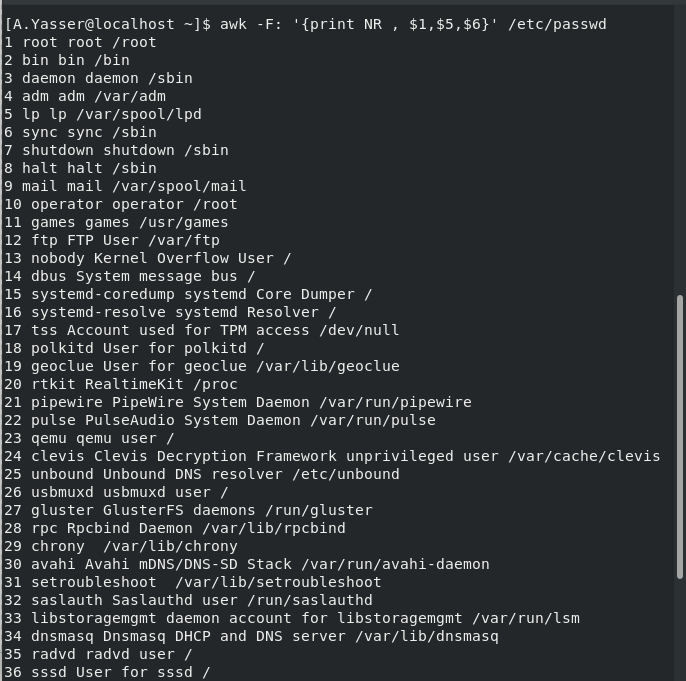 [A.Yasser@localhost ~]$ awk -F: '{print NR , $1,$5,$6}' /etc/passwd
1 root root /root
2 bin bin /bin
3 daemon daemon /sbin
4 adm adm /var/adm
5 lp lp /var/spool/lpd
6 sync sync /sbin
7 shutdown shutdown /sbin
8 halt halt /sbin
9 mail mail /var/spool/mail
10 operator operator /root
11 games games /usr/games
12 ftp FTP User /var/ftp
13 nobody Kernel Overflow User /
14 dbus System message bus /
15 systemd-coredump systemd Core Dumper /
16 systemd-resolve systemd Resolver /
17 tss Account used for TPM access /dev/null
18 polkitd User for polkitd /
19 geoclue User for geoclue /var/lib/geoclue
20 rtkit RealtimeKit /proc
21 pipewire PipeWire System Daemon /var/run/pipewire
22 pulse PulseAudio System Daemon /var/run/pulse
23 qemu qemu user /
24 clevis Clevis Decryption Framework unprivileged user /var/cache/clevis
25 unbound Unbound DNS resolver /etc/unbound
26 usbmuxd usbmuxd user /
27 gluster GlusterFS daemons /run/gluster
28 rpc Rpcbind Daemon /var/lib/rpcbind
29 chrony  /var/lib/chrony
30 avahi Avahi mDNS/DNS-SD Stack /var/run/avahi-daemon
31 setroubleshoot  /var/lib/setroubleshoot
32 saslauth Saslauthd user /run/saslauthd
33 libstoragemgmt daemon account for libstoragemgmt /var/run/lsm
34 dnsmasq Dnsmasq DHCP and DNS server /var/lib/dnsmasq
35 radvd radvd user /
36 sssd User for sssd /